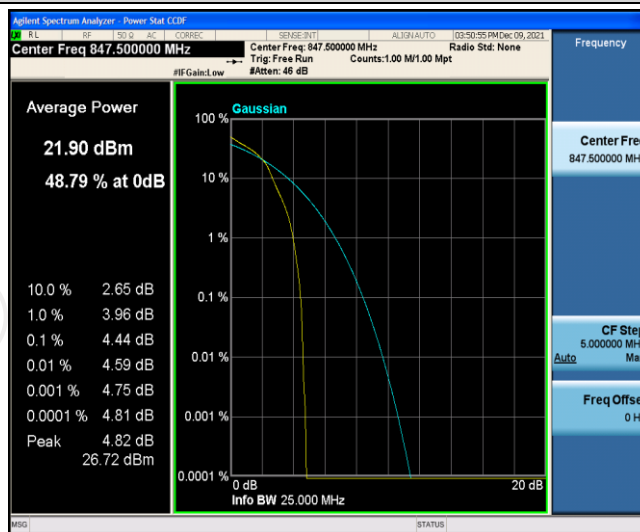 Agilent Spectrum Analyzer - Power Stat CCDF
RL RF 50 Ω AC CORREC SENSE:INT ALIGN AUTO 03:50:55 PM Dec 09, 2021
Center Freq 847.500000 MHz
Center Freq: 847.500000 MHz Radio Std: None
Trig: Free Run Counts:1.00 M/1.00 Mpt
#IFGain:Low #Atten: 46 dB
Frequency
Average Power
21.90 dBm
48.79 % at 0dB
10.0 % 2.65 dB
1.0 % 3.96 dB
0.1 % 4.44 dB
0.01 % 4.59 dB
0.001 % 4.75 dB
0.0001 % 4.81 dB
Peak 4.82 dB
26.72 dBm
Gaussian
100 %
10 %
1 %
0.1 %
0.01 %
0.001 %
0.0001 %
0 dB 20 dB
Info BW 25.000 MHz
Center Fre
847.500000 MH
CF Step
5.000000 MH
Auto Ma
Freq Offse
0 H
MSG STATUS